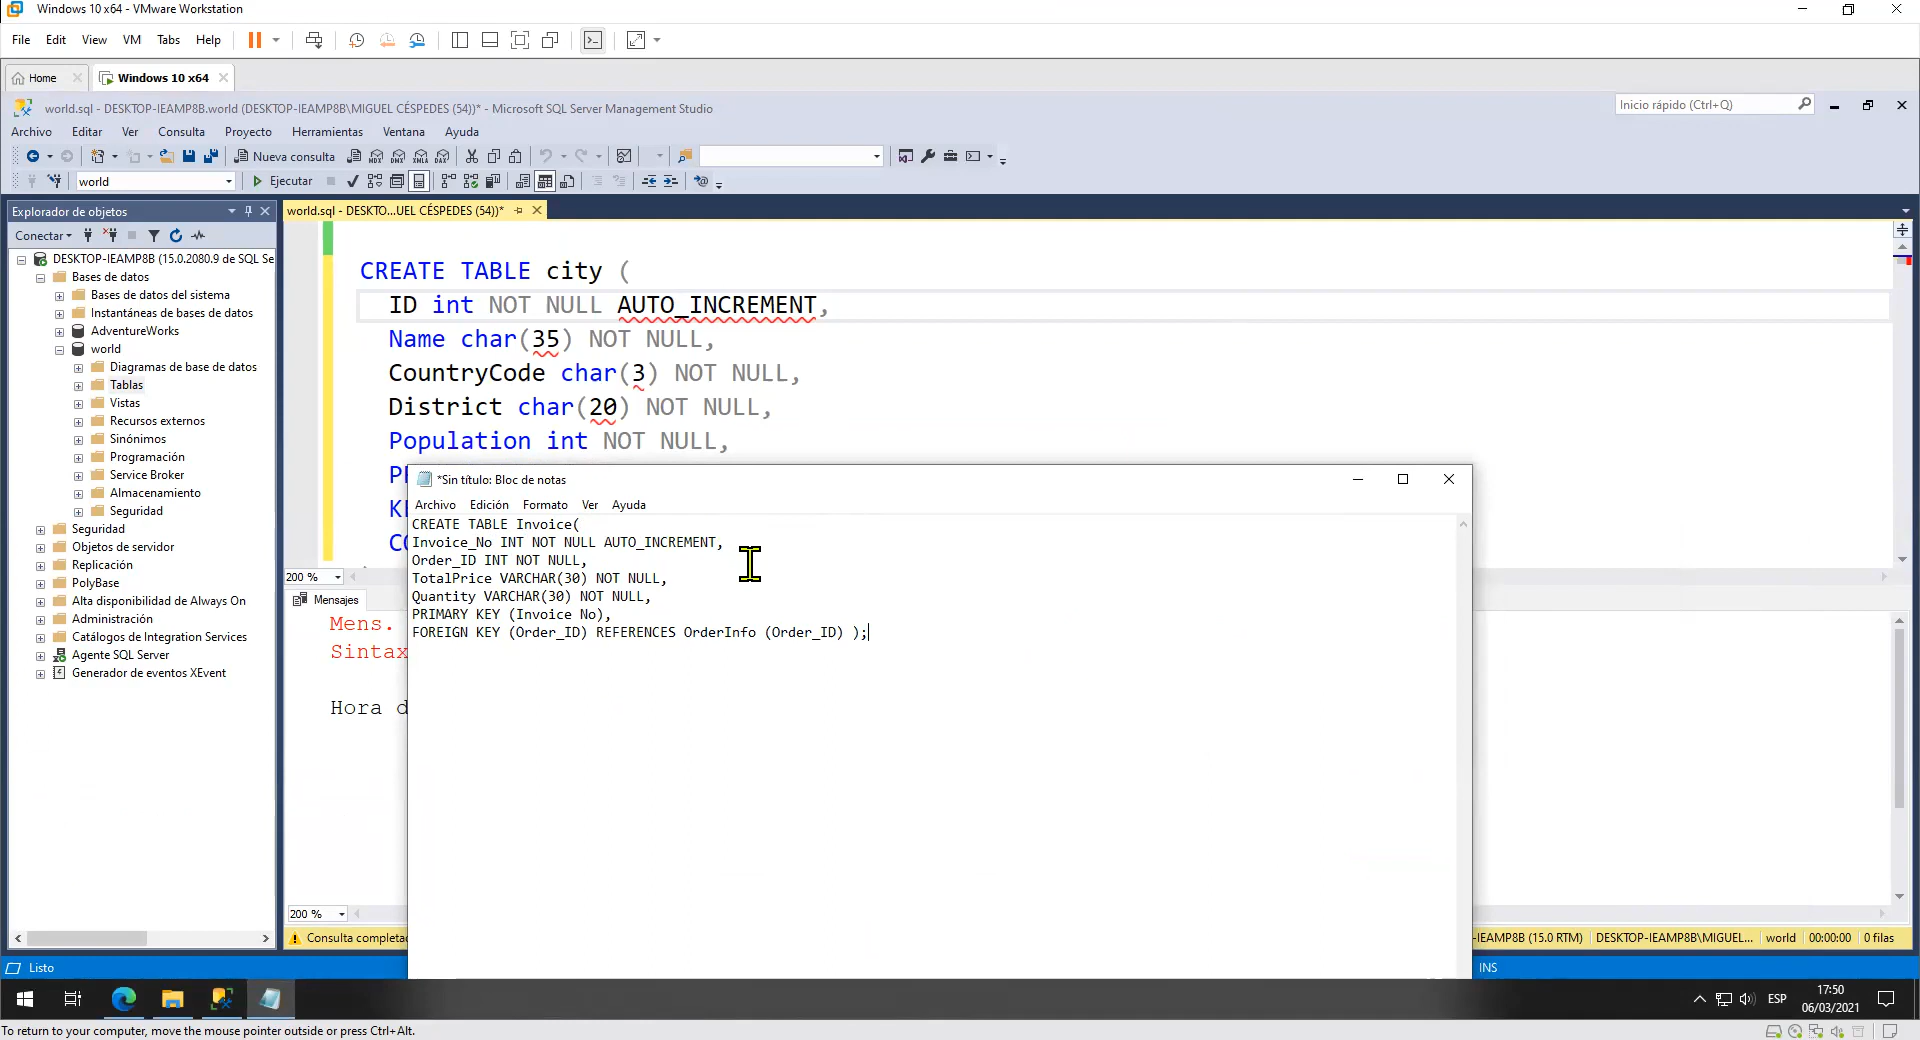 Windows 10 x64 - VMware Workstation
File Edit View VM Tabs Help
Home
Windows 10 x64
world.sql - DESKTOP-IEAMP8B.world (DESKTOP-IEAMP8B\MIGUEL CÉSPEDES (54))* - Microsoft SQL Server Management Studio
Inicio rápido (Ctrl+Q)
Archivo Editar Ver Consulta Proyecto Herramientas Ventana Ayuda
Nueva consulta
MDX DMX XMLA DAX
world
Ejecutar
Explorador de objetos
Conectar
DESKTOP-IEAMP8B (15.0.2080.9 de SQL Se
Bases de datos
Bases de datos del sistema
Instantáneas de bases de datos
AdventureWorks
world
Diagramas de base de datos
Tablas
Vistas
Recursos externos
Sinónimos
Programación
Service Broker
Almacenamiento
Seguridad
Seguridad
Objetos de servidor
Replicación
PolyBase
Alta disponibilidad de Always On
Administración
Catálogos de Integration Services
Agente SQL Server
Generador de eventos XEvent
world.sql - DESKTO...UEL CÉSPEDES (54))*
CREATE TABLE city (
ID int NOT NULL AUTO_INCREMENT,
Name char(35) NOT NULL,
CountryCode char(3) NOT NULL,
District char(20) NOT NULL,
Population int NOT NULL,
PR
KE
CO
200 %
Mensajes
Mens.
Sintax
Hora d
200 %
Consulta completad
*Sin título: Bloc de notas
Archivo Edición Formato Ver Ayuda
CREATE TABLE Invoice(
Invoice_No INT NOT NULL AUTO_INCREMENT,
Order_ID INT NOT NULL,
TotalPrice VARCHAR(30) NOT NULL,
Quantity VARCHAR(30) NOT NULL,
PRIMARY KEY (Invoice No),
FOREIGN KEY (Order_ID) REFERENCES OrderInfo (Order_ID) );
-IEAMP8B (15.0 RTM) DESKTOP-IEAMP8B\MIGUEL... world 00:00:00 0 filas
Listo
INS
ESP
17:50
06/03/2021
To return to your computer, move the mouse pointer outside or press Ctrl+Alt.